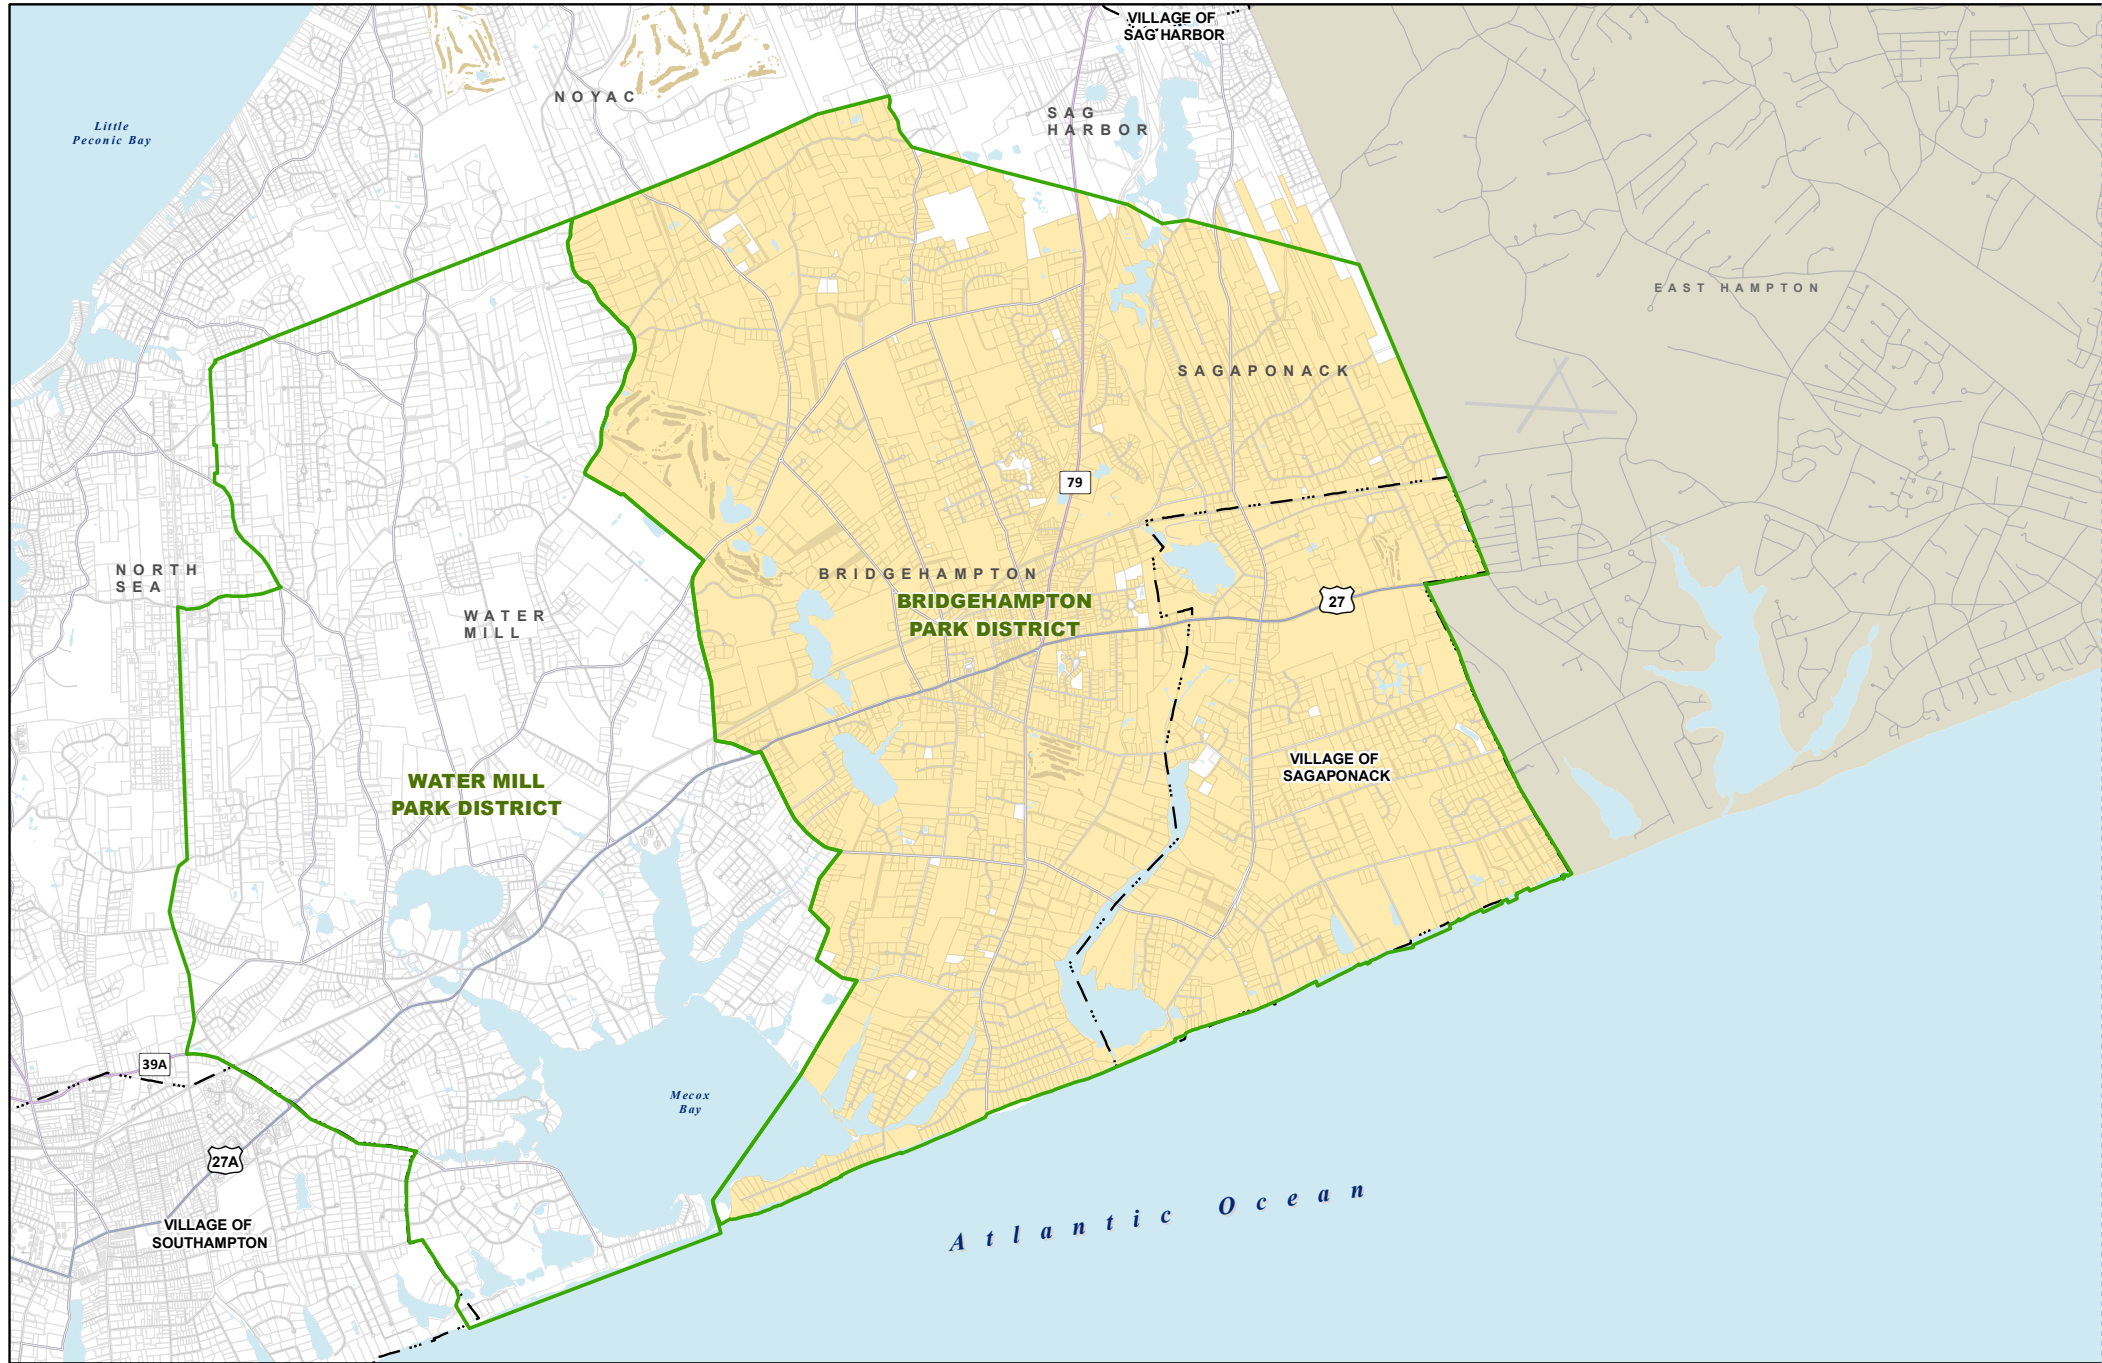 VILLAGE OF
SAG HARBOR
NOYAC
SAG
HARBOR
Little
Peconic Bay
EAST HAMPTON
SAGAPONACK
79
NORTH
SEA
BRIDGEHAMPTON
BRIDGEHAMPTON
PARK DISTRICT
27
WATER
MILL
WATER MILL
PARK DISTRICT
VILLAGE OF
SAGAPONACK
39A
Mecox
Bay
27A
VILLAGE OF
SOUTHAMPTON
Atlantic Ocean